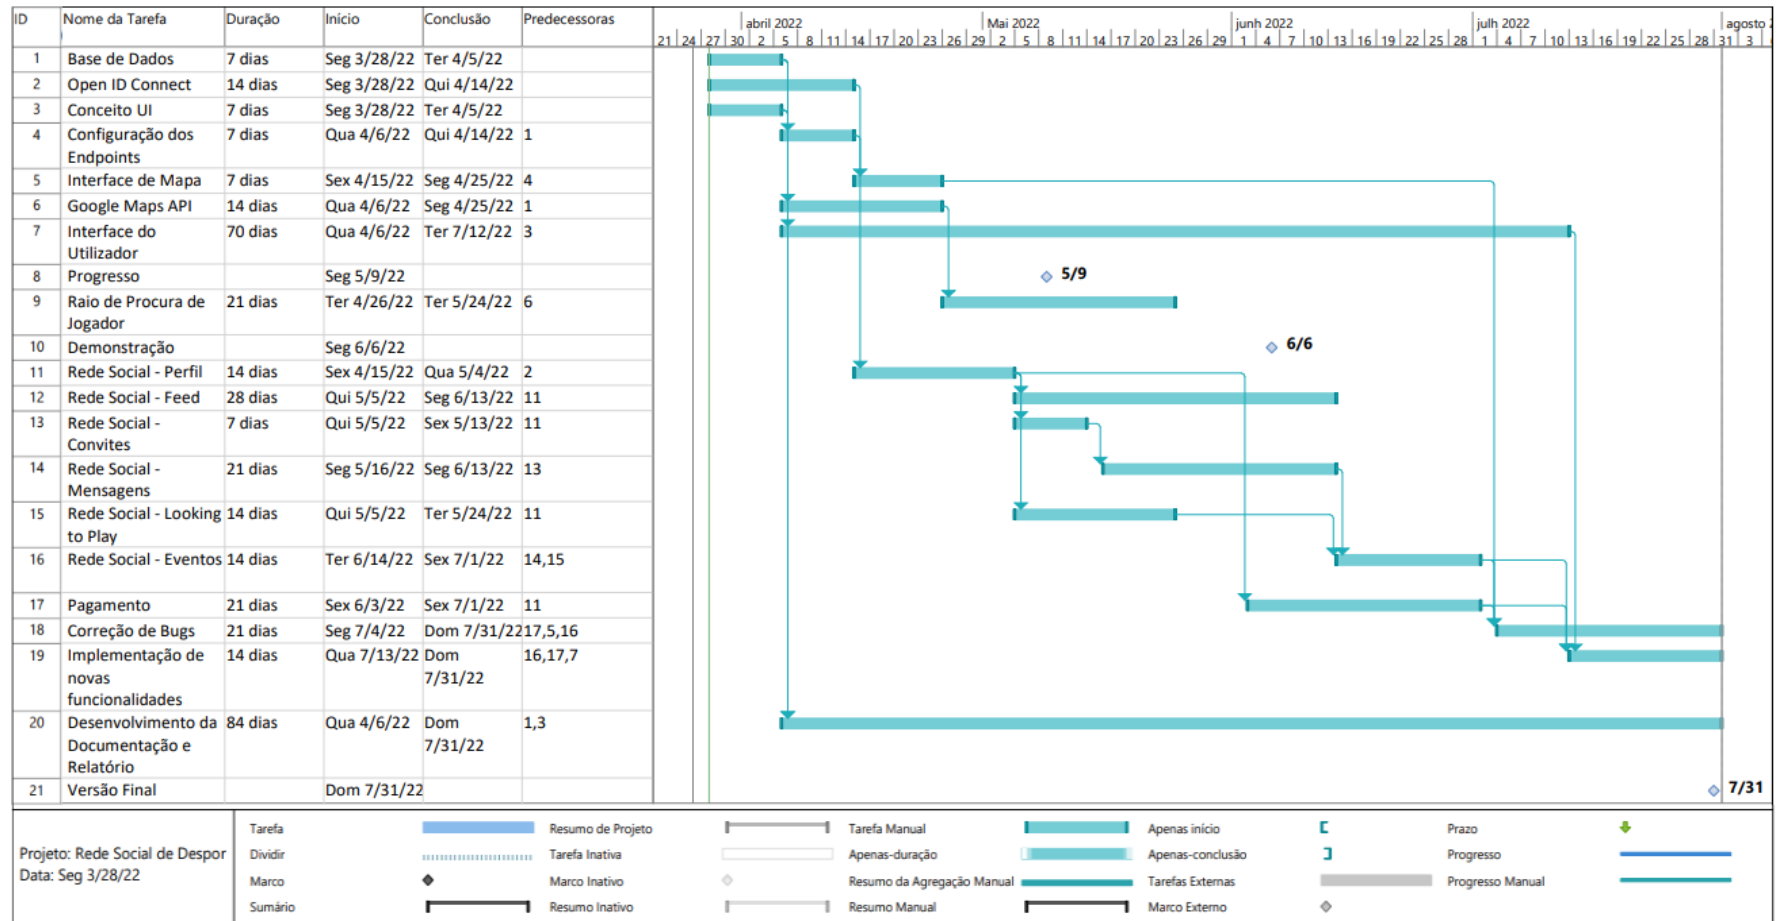 ID Nome da Tarefa Duração Início Conclusão Predecessoras
abril 2022 Mai 2022 junh 2022 julh 2022 agosto
21 24 27 30 2 5 8 11 14 17 20 23 26 29 2 5 8 11 14 17 20 23 26 29 1 4 7 10 13 16 19 22 25 28 1 4 7 10 13 16 19 22 25 28 31 3
1 Base de Dados 7 dias Seg 3/28/22 Ter 4/5/22
2 Open ID Connect 14 dias Seg 3/28/22 Qui 4/14/22
3 Conceito UI 7 dias Seg 3/28/22 Ter 4/5/22
4 Configuração dos 7 dias Qua 4/6/22 Qui 4/14/22 1
Endpoints
5 Interface de Mapa 7 dias Sex 4/15/22 Seg 4/25/22 4
6 Google Maps API 14 dias Qua 4/6/22 Seg 4/25/22 1
7 Interface do 70 dias Qua 4/6/22 Ter 7/12/22 3
Utilizador
8 Progresso Seg 5/9/22 5/9
9 Raio de Procura de 21 dias Ter 4/26/22 Ter 5/24/22 6
Jogador
10 Demonstração Seg 6/6/22 6/6
11 Rede Social - Perfil 14 dias Sex 4/15/22 Qua 5/4/22 2
12 Rede Social - Feed 28 dias Qui 5/5/22 Seg 6/13/22 11
13 Rede Social - 7 dias Qui 5/5/22 Sex 5/13/22 11
Convites
14 Rede Social - 21 dias Seg 5/16/22 Seg 6/13/22 13
Mensagens
15 Rede Social - Looking 14 dias Qui 5/5/22 Ter 5/24/22 11
to Play
16 Rede Social - Eventos 14 dias Ter 6/14/22 Sex 7/1/22 14,15
17 Pagamento 21 dias Sex 6/3/22 Sex 7/1/22 11
18 Correção de Bugs 21 dias Seg 7/4/22 Dom 7/31/22 17,5,16
19 Implementação de 14 dias Qua 7/13/22 Dom 16,17,7
novas 7/31/22
funcionalidades
20 Desenvolvimento da 84 dias Qua 4/6/22 Dom 1,3
Documentação e 7/31/22
Relatório
21 Versão Final Dom 7/31/22 7/31
Projeto: Rede Social de Despor
Data: Seg 3/28/22
Tarefa Resumo de Projeto Tarefa Manual Apenas início Prazo
Dividir Tarefa Inativa Apenas-duração Apenas-conclusão Progresso
Marco Marco Inativo Resumo da Agregação Manual Tarefas Externas Progresso Manual
Sumário Resumo Inativo Resumo Manual Marco Externo